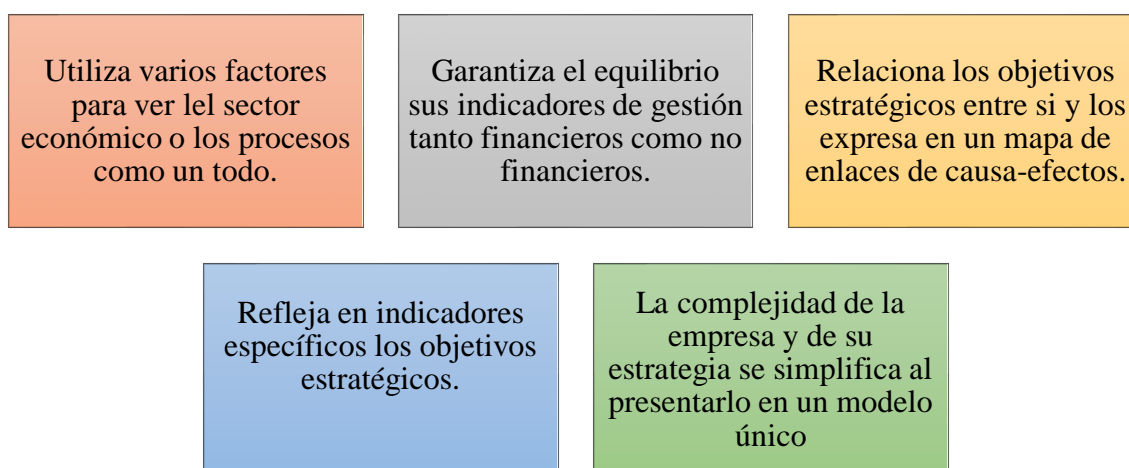 Utiliza varios factores
para ver lel sector
económico o los procesos
como un todo.
Garantiza el equilibrio
sus indicadores de gestión
tanto financieros como no
financieros.
Relaciona los objetivos
estratégicos entre si y los
expresa en un mapa de
enlaces de causa-efectos.
Refleja en indicadores
específicos los objetivos
estratégicos.
La complejidad de la
empresa y de su
estrategia se simplifica al
presentarlo en un modelo
único